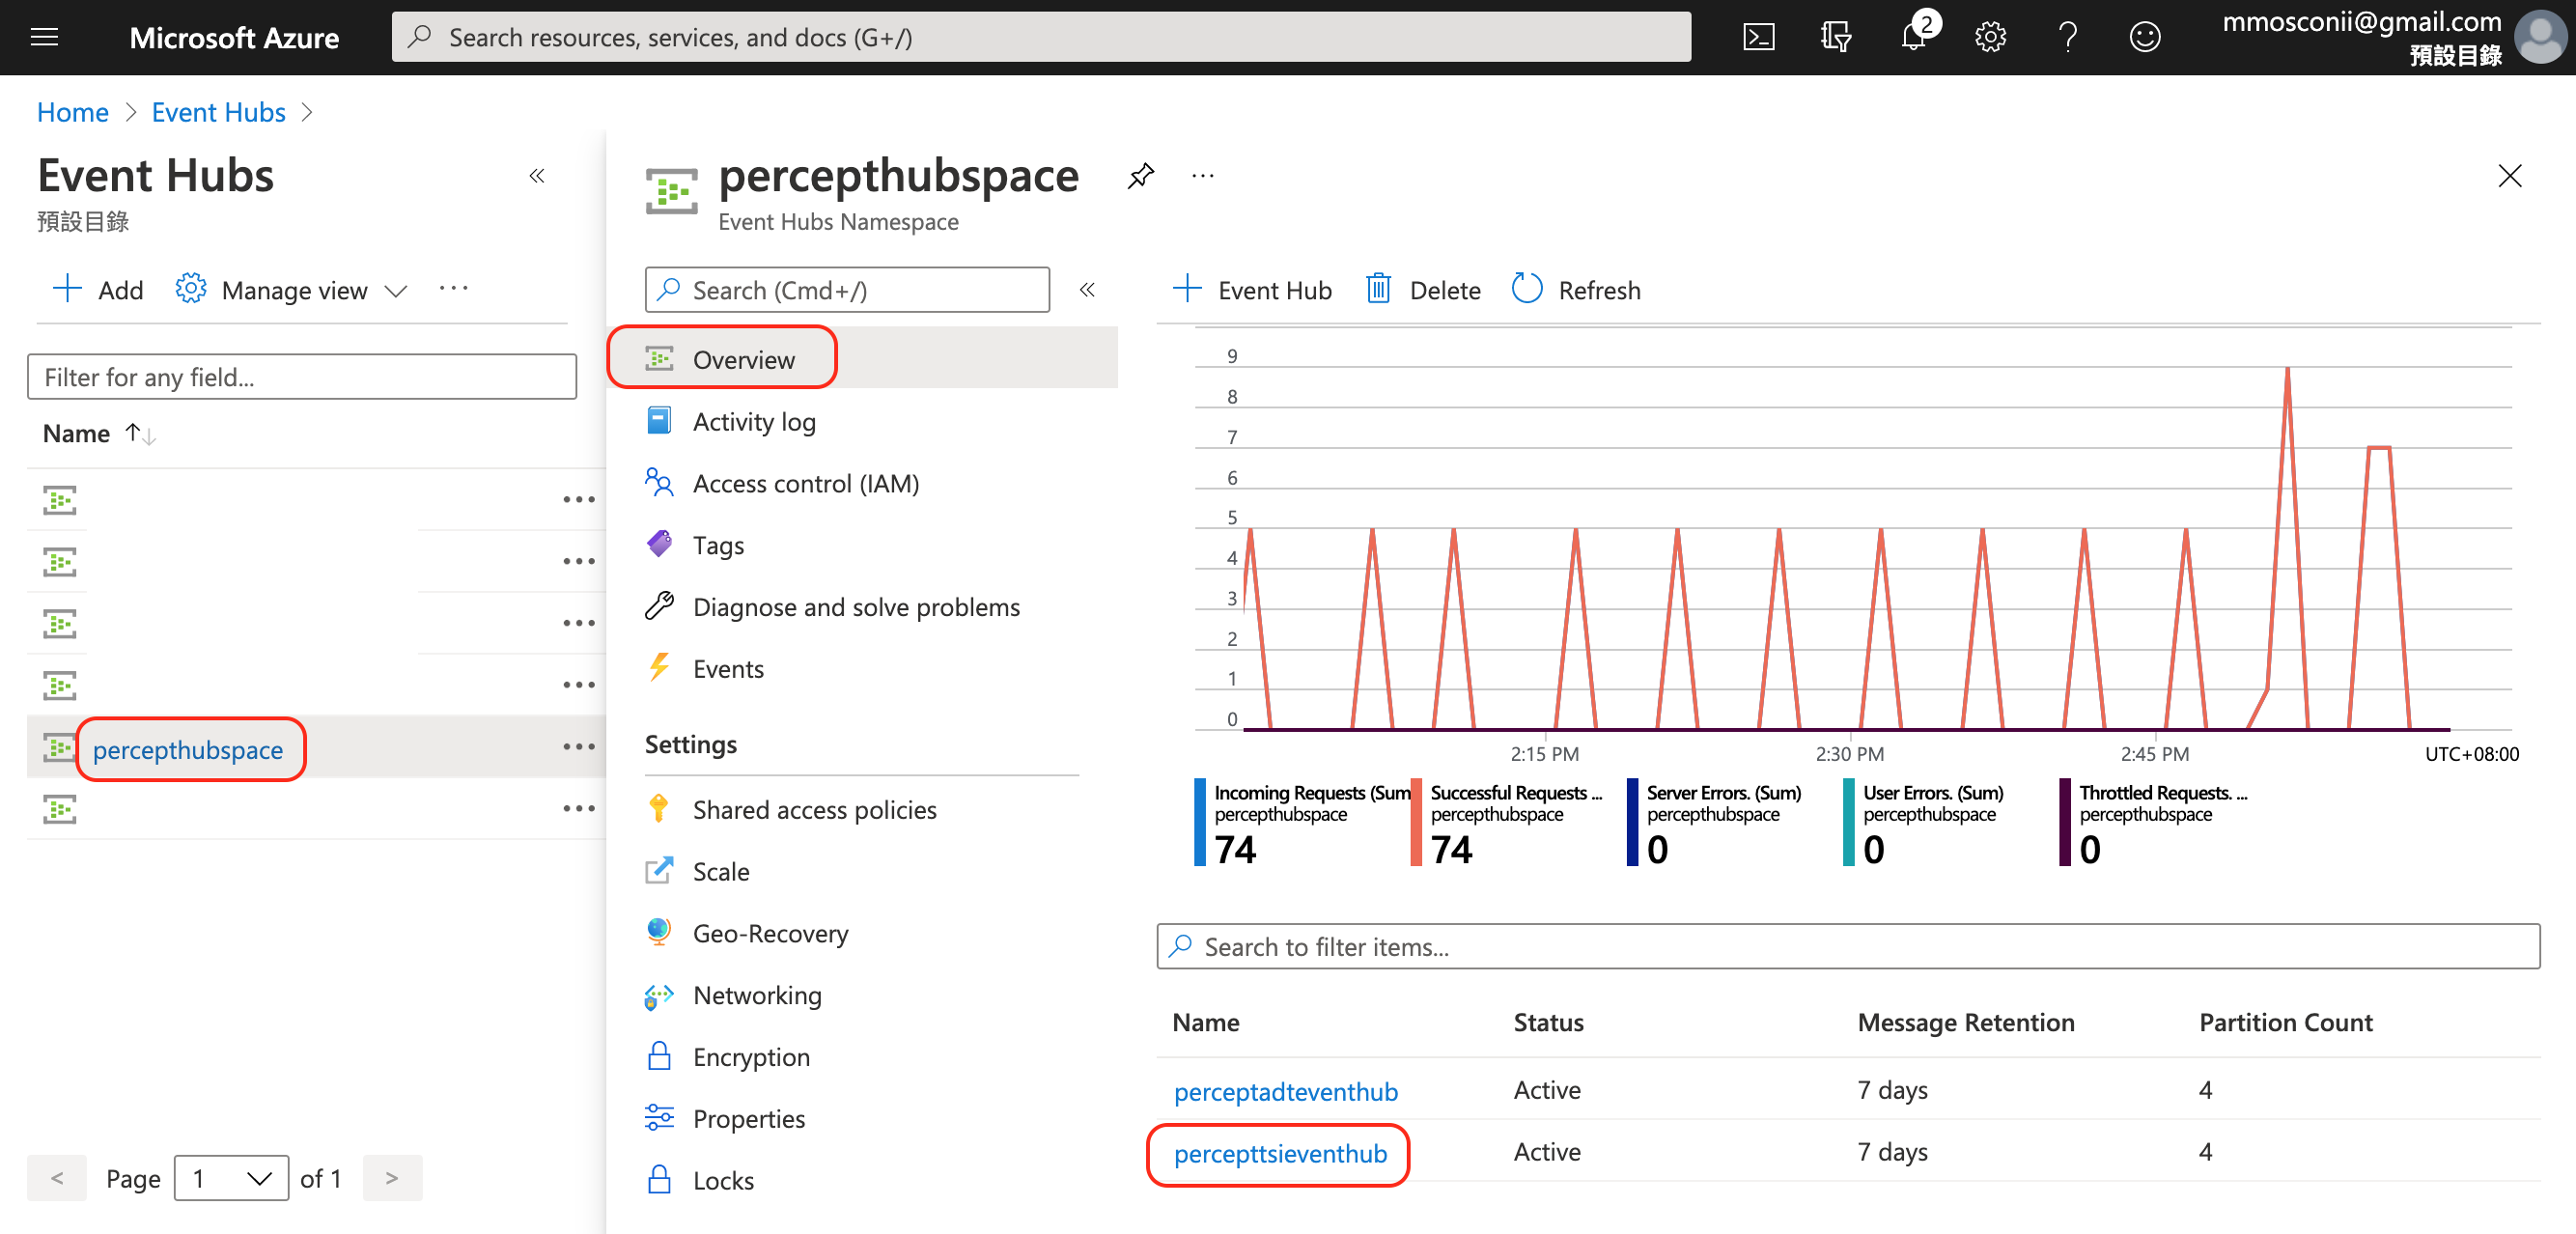 Microsoft Azure
Search resources, services, and docs (G+/)
2
mmosconii@gmail.com
預設目錄
Home > Event Hubs >
Event Hubs
預設目錄
Add
Manage view
Filter for any field...
Name
percepthubspace
< Page 1 of 1 >
percepthubspace
Event Hubs Namespace
Search (Cmd+/)
Overview
Activity log
Access control (IAM)
Tags
Diagnose and solve problems
Events
Settings
Shared access policies
Scale
Geo-Recovery
Networking
Encryption
Properties
Locks
Event Hub
Delete
Refresh
9
8
7
6
5
4
3
2
1
0
2:15 PM 2:30 PM 2:45 PM UTC+08:00
Incoming Requests (Sum
percepthubspace
74
Successful Requests ...
percepthubspace
74
Server Errors. (Sum)
percepthubspace
0
User Errors. (Sum)
percepthubspace
0
Throttled Requests. ...
percepthubspace
0
Search to filter items...
Name Status Message Retention Partition Count
perceptadteventhub Active 7 days 4
percepttsieventhub Active 7 days 4